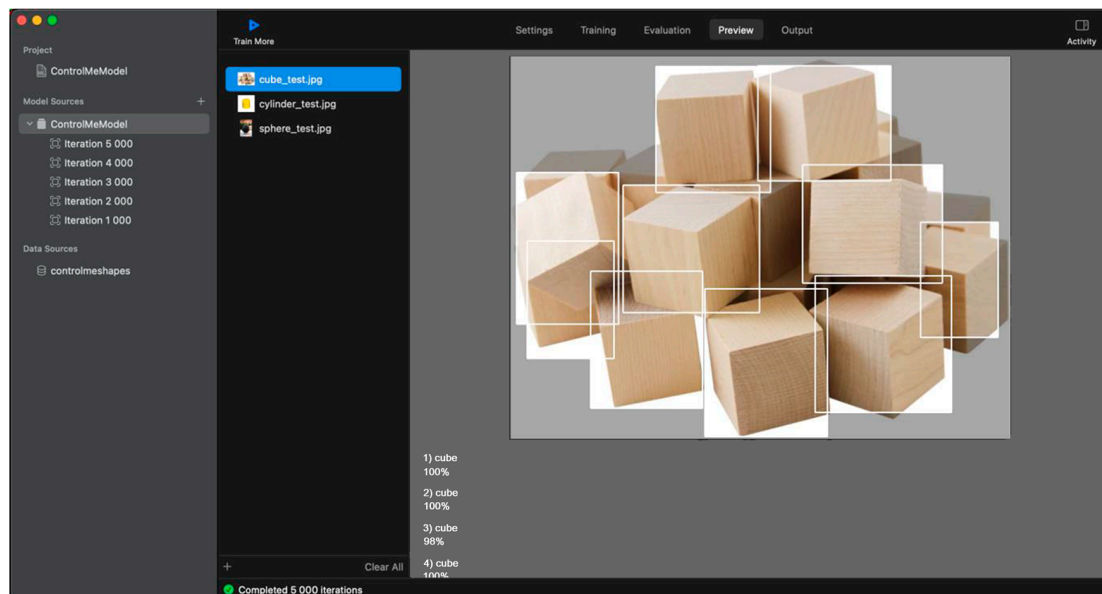 Train More
Settings
Training
Evaluation
Preview
Output
Activity
Project
ControlMeModel
Model Sources
+
ControlMeModel
Iteration 5 000
Iteration 4 000
Iteration 3 000
Iteration 2 000
Iteration 1 000
Data Sources
controlmeshapes
cube_test.jpg
cylinder_test.jpg
sphere_test.jpg
1) cube
100%
2) cube
100%
3) cube
98%
4) cube
100%
+
Clear All
Completed 5 000 iterations